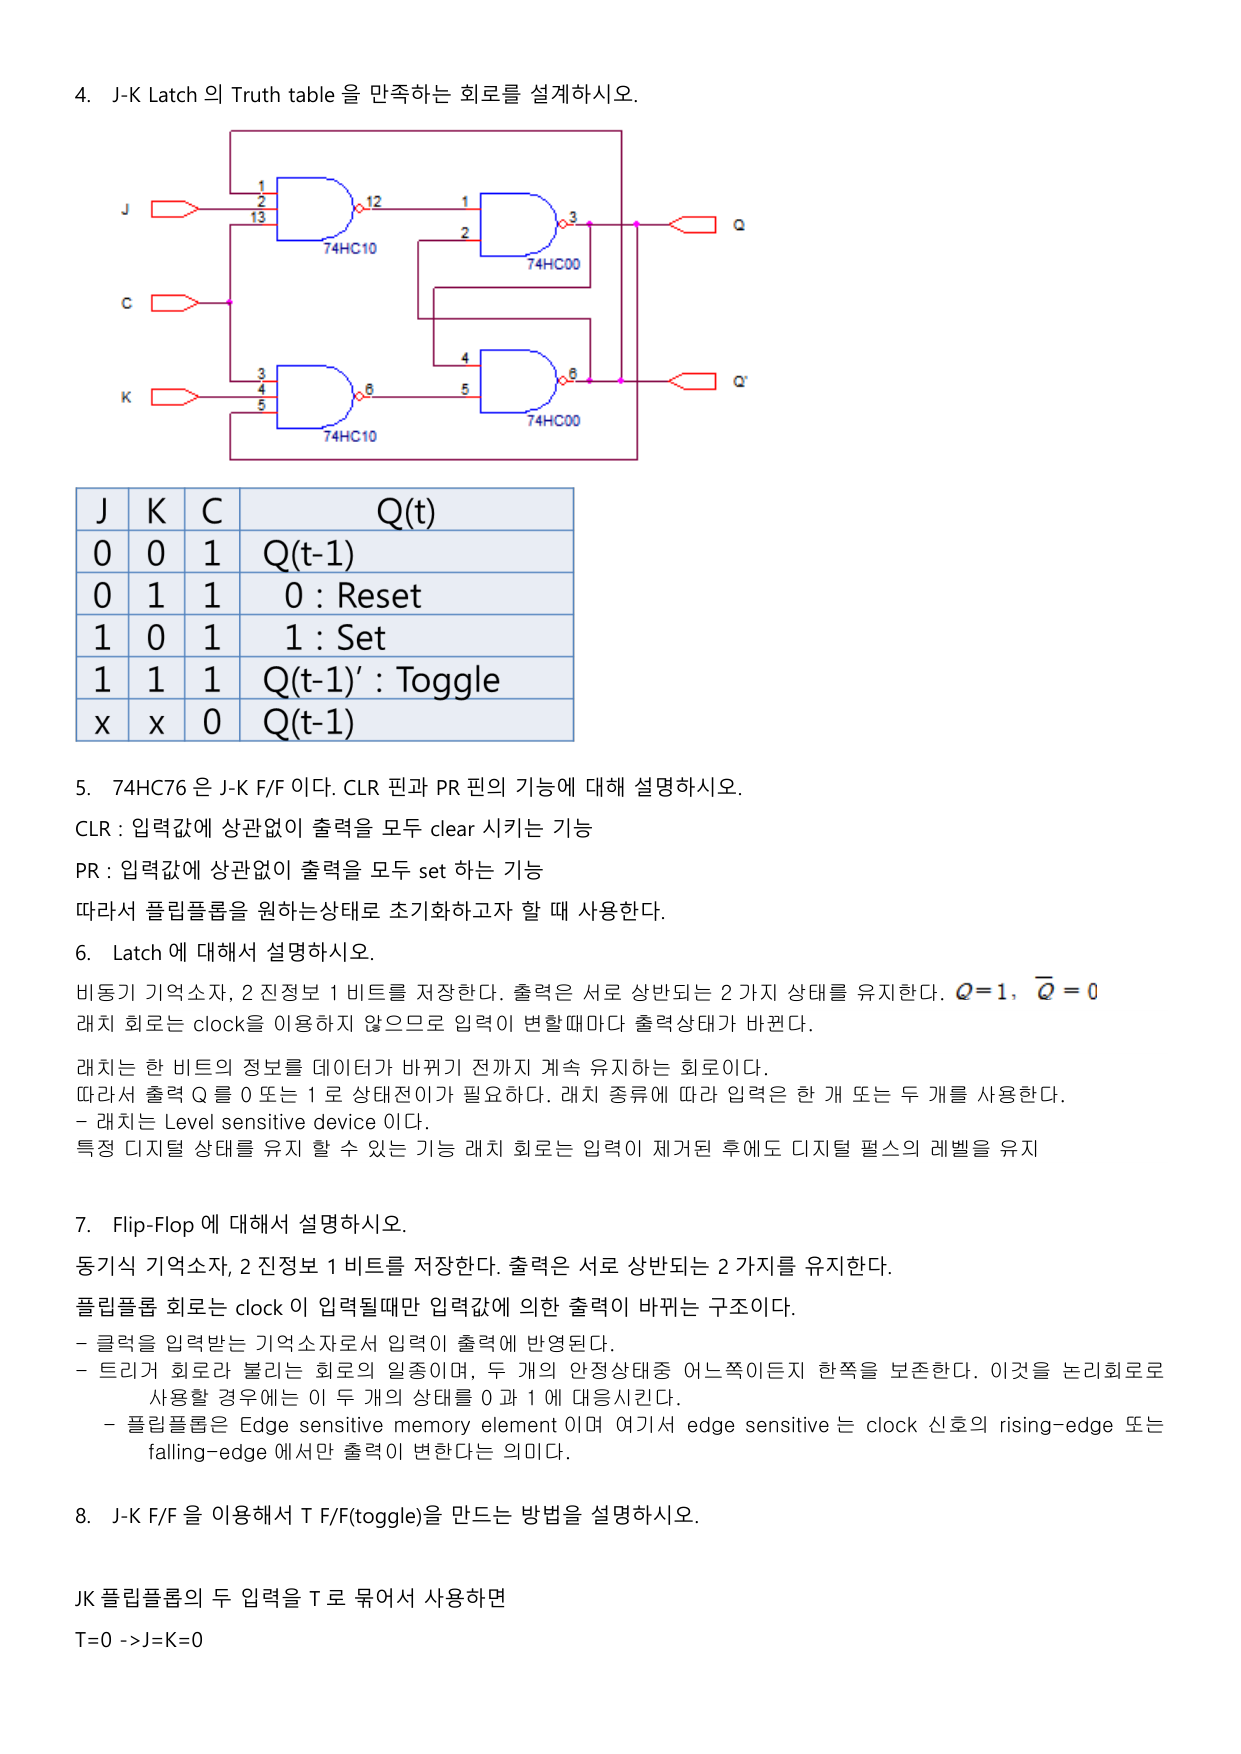 4. J-K Latch 의 Truth table 을 만족하는 회로를 설계하시오.
J
C
K
1
2
13
12
74HC10
3
4
5
6
74HC10
1
2
3
74HC00
4
5
6
74HC00
Q
Q'
J K C Q(t)
0 0 1 Q(t-1)
0 1 1 0 : Reset
1 0 1 1 : Set
1 1 1 Q(t-1)′ : Toggle
x x 0 Q(t-1)
5. 74HC76 은 J-K F/F 이다. CLR 핀과 PR 핀의 기능에 대해 설명하시오.
CLR : 입력값에 상관없이 출력을 모두 clear 시키는 기능
PR : 입력값에 상관없이 출력을 모두 set 하는 기능
따라서 플립플롭을 원하는상태로 초기화하고자 할 때 사용한다.
6. Latch 에 대해서 설명하시오.
비동기 기억소자, 2 진정보 1 비트를 저장한다. 출력은 서로 상반되는 2 가지 상태를 유지한다. Q=1, Q̅ = 0
래치 회로는 clock을 이용하지 않으므로 입력이 변할때마다 출력상태가 바뀐다.
래치는 한 비트의 정보를 데이터가 바뀌기 전까지 계속 유지하는 회로이다.
따라서 출력 Q 를 0 또는 1 로 상태전이가 필요하다. 래치 종류에 따라 입력은 한 개 또는 두 개를 사용한다.
- 래치는 Level sensitive device 이다.
특정 디지털 상태를 유지 할 수 있는 기능 래치 회로는 입력이 제거된 후에도 디지털 펄스의 레벨을 유지
7. Flip-Flop 에 대해서 설명하시오.
동기식 기억소자, 2 진정보 1 비트를 저장한다. 출력은 서로 상반되는 2 가지를 유지한다.
플립플롭 회로는 clock 이 입력될때만 입력값에 의한 출력이 바뀌는 구조이다.
- 클럭을 입력받는 기억소자로서 입력이 출력에 반영된다.
- 트리거 회로라 불리는 회로의 일종이며, 두 개의 안정상태중 어느쪽이든지 한쪽을 보존한다. 이것을 논리회로로
사용할 경우에는 이 두 개의 상태를 0 과 1 에 대응시킨다.
- 플립플롭은 Edge sensitive memory element 이며 여기서 edge sensitive 는 clock 신호의 rising-edge 또는
falling-edge 에서만 출력이 변한다는 의미다.
8. J-K F/F 을 이용해서 T F/F(toggle)을 만드는 방법을 설명하시오.
JK 플립플롭의 두 입력을 T 로 묶어서 사용하면
T=0 ->J=K=0